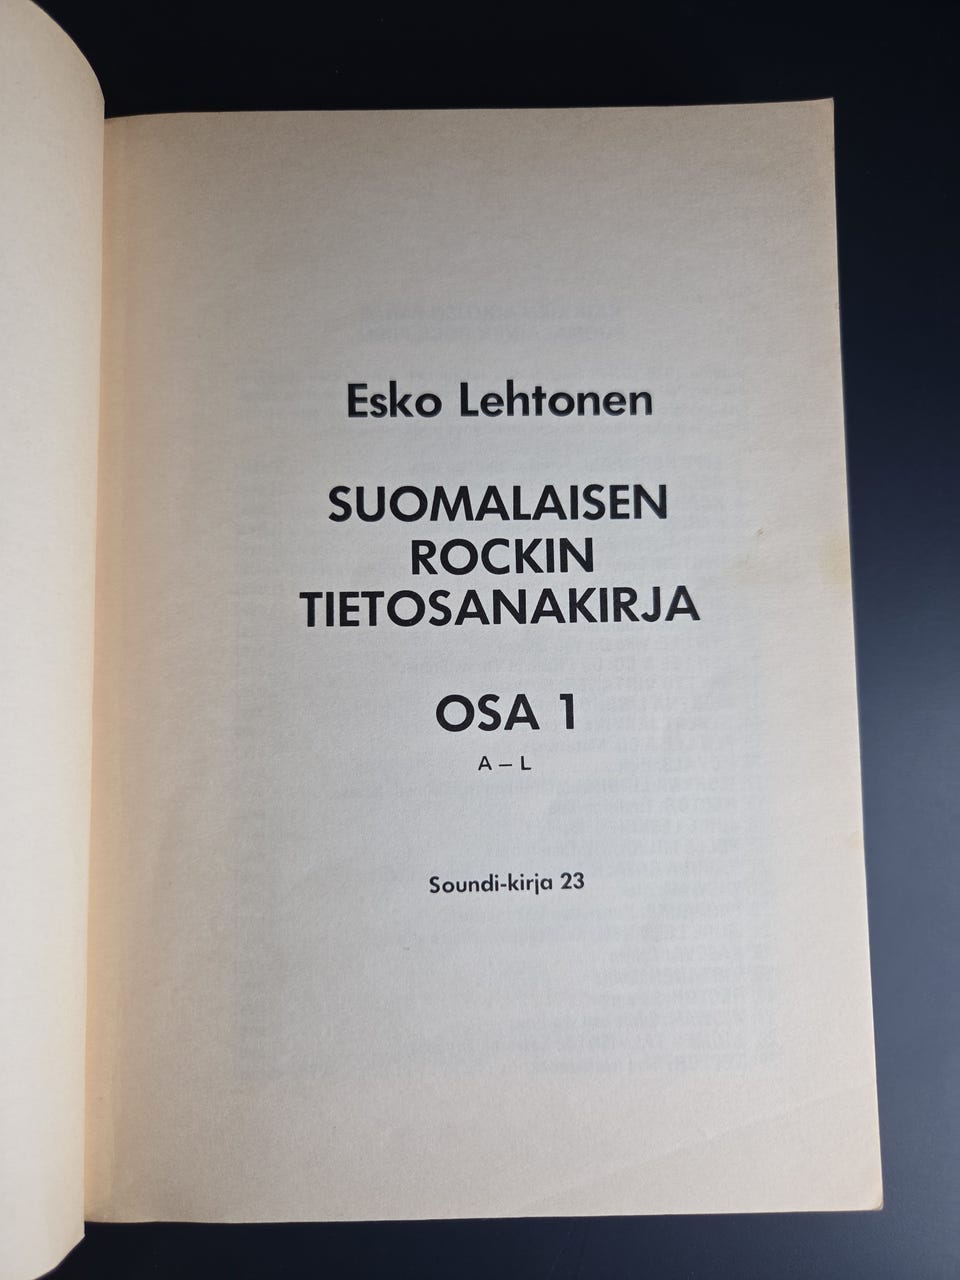 Esko Lehtonen
SUOMALAISEN
ROCKIN
TIETOSANAKIRJA
OSA 1
A – L
Soundi-kirja 23